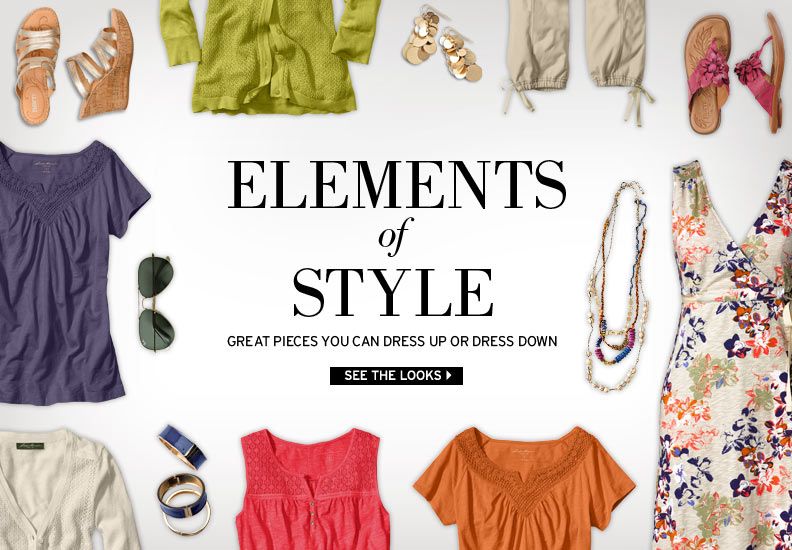 ELEMENTS
of
STYLE
GREAT PIECES YOU CAN DRESS UP OR DRESS DOWN
SEE THE LOOKS